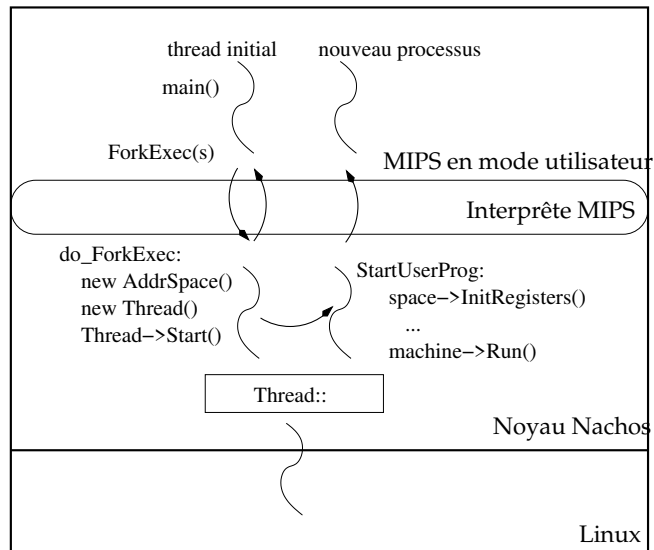 thread initial
nouveau processus
main()
ForkExec(s)
MIPS en mode utilisateur
Interprête MIPS
do_ForkExec:
new AddrSpace()
new Thread()
Thread−>Start()
StartUserProg:
space−>InitRegisters()
...
machine−>Run()
Thread::
Noyau Nachos
Linux